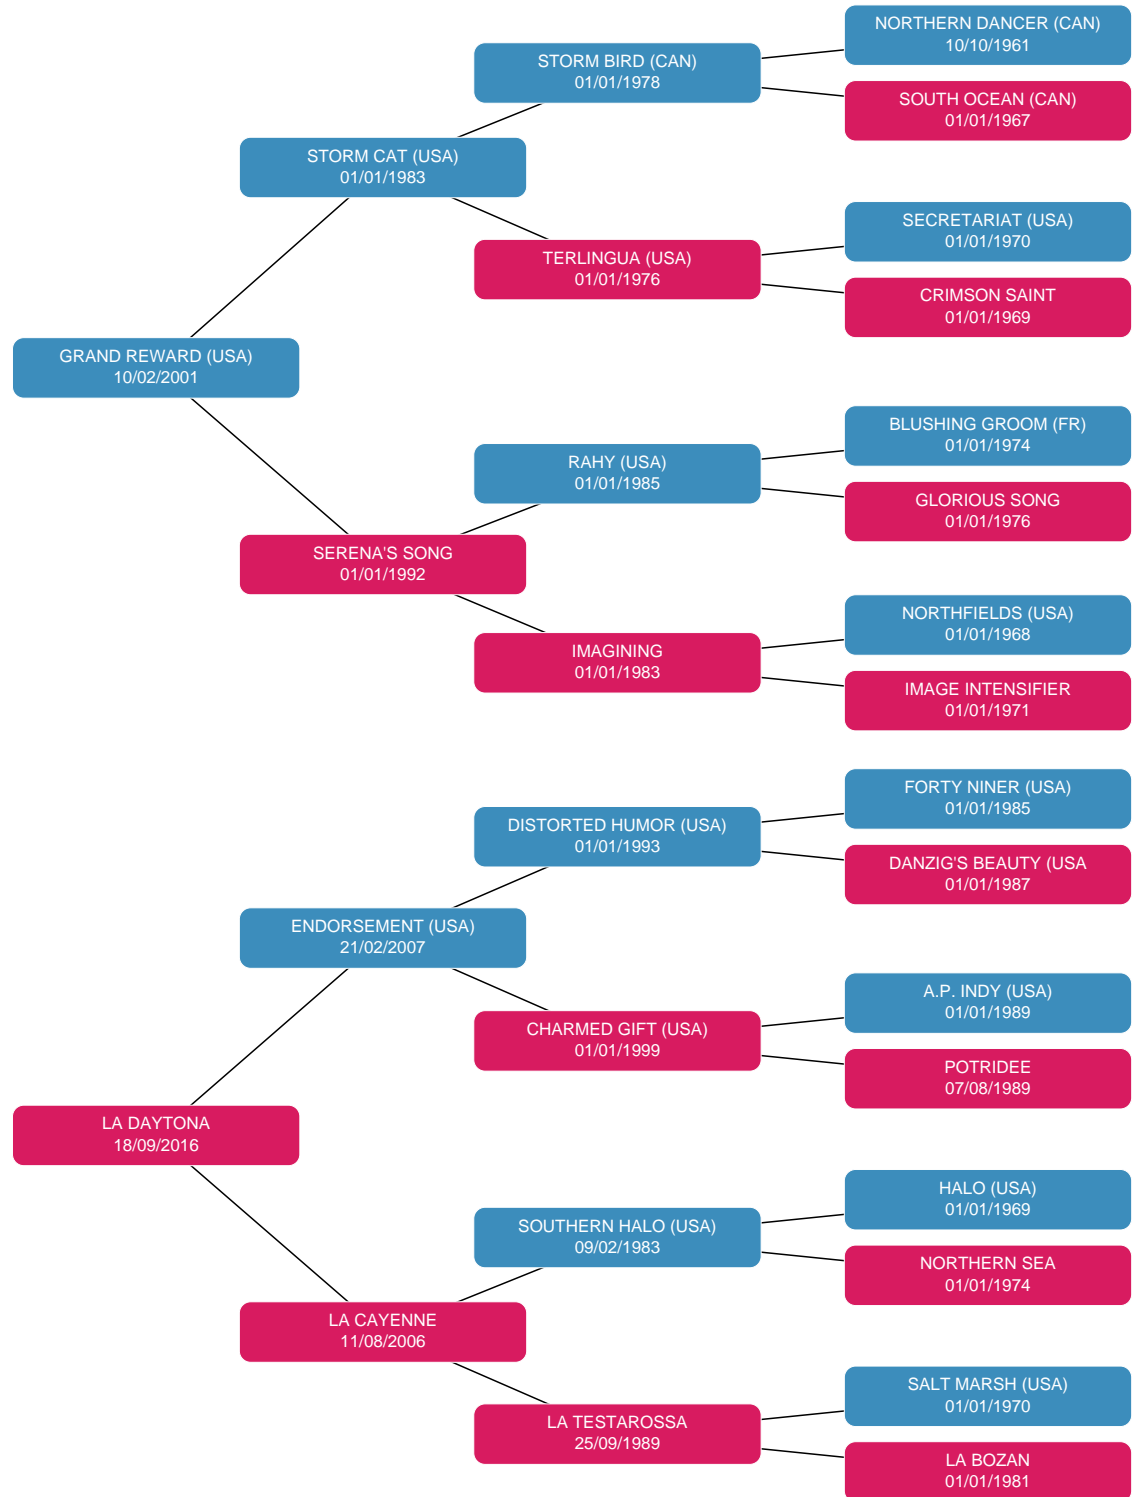 NORTHERN DANCER (CAN)
10/10/1961
STORM BIRD (CAN)
01/01/1978
SOUTH OCEAN (CAN)
01/01/1967
STORM CAT (USA)
01/01/1983
SECRETARIAT (USA)
01/01/1970
TERLINGUA (USA)
01/01/1976
CRIMSON SAINT
01/01/1969
GRAND REWARD (USA)
10/02/2001
BLUSHING GROOM (FR)
01/01/1974
RAHY (USA)
01/01/1985
GLORIOUS SONG
01/01/1976
SERENA'S SONG
01/01/1992
NORTHFIELDS (USA)
01/01/1968
IMAGINING
01/01/1983
IMAGE INTENSIFIER
01/01/1971
FORTY NINER (USA)
01/01/1985
DISTORTED HUMOR (USA)
01/01/1993
DANZIG'S BEAUTY (USA
01/01/1987
ENDORSEMENT (USA)
21/02/2007
A.P. INDY (USA)
01/01/1989
CHARMED GIFT (USA)
01/01/1999
POTRIDEE
07/08/1989
LA DAYTONA
18/09/2016
HALO (USA)
01/01/1969
SOUTHERN HALO (USA)
09/02/1983
NORTHERN SEA
01/01/1974
LA CAYENNE
11/08/2006
SALT MARSH (USA)
01/01/1970
LA TESTAROSSA
25/09/1989
LA BOZAN
01/01/1981